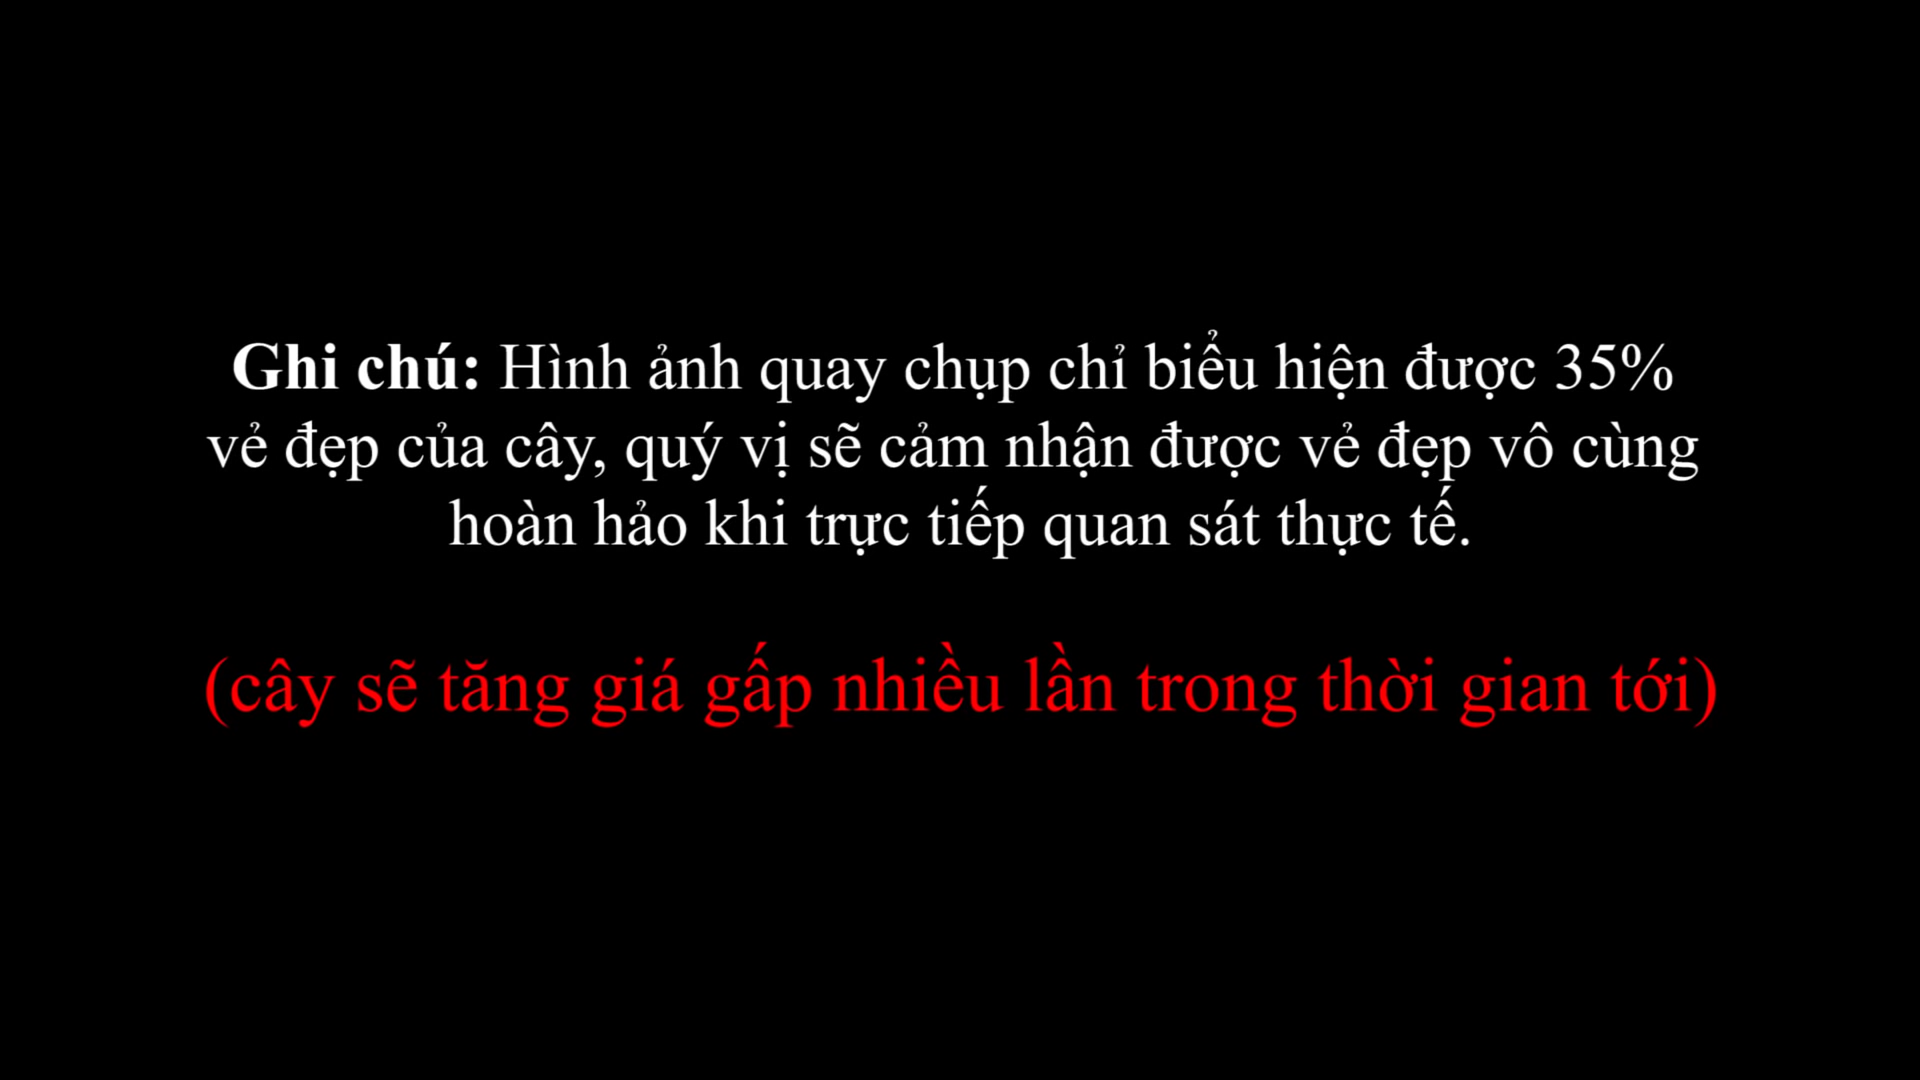 Ghi chú: Hình ảnh quay chụp chỉ biểu hiện được 35%
vẻ đẹp của cây, quý vị sẽ cảm nhận được vẻ đẹp vô cùng
hoàn hảo khi trực tiếp quan sát thực tế.
(cây sẽ tăng giá gấp nhiều lần trong thời gian tới)